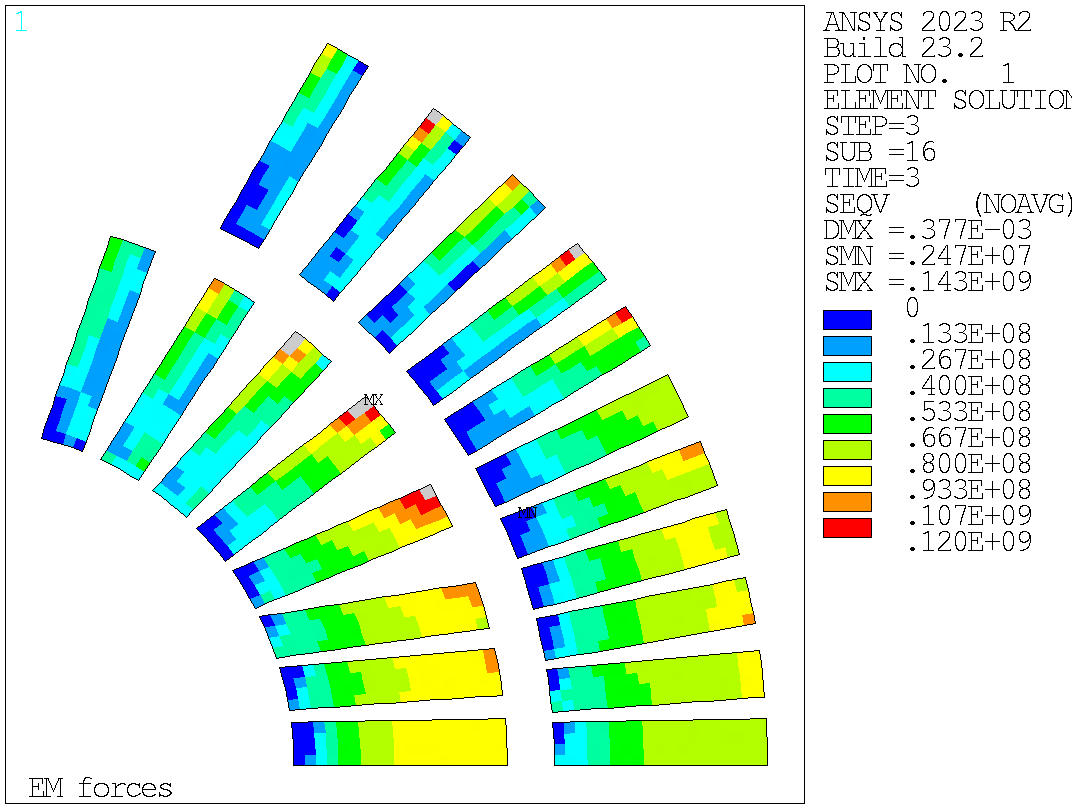 1
ANSYS 2023 R2
Build 23.2
PLOT NO. 1
ELEMENT SOLUTION
STEP=3
SUB =16
TIME=3
SEQV (NOAVG)
DMX =.377E-03
SMN =.247E+07
SMX =.143E+09
0
.133E+08
.267E+08
.400E+08
.533E+08
.667E+08
.800E+08
.933E+08
.107E+09
.120E+09
MX
MN
EM forces